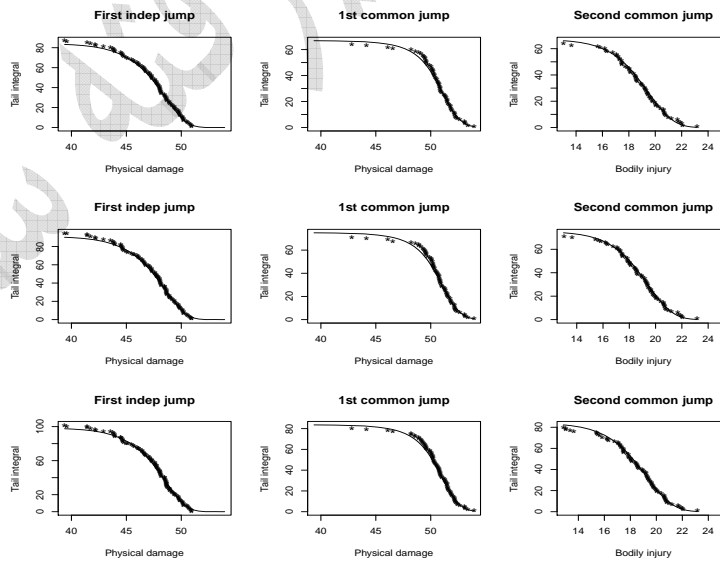 First indep jump
1st common jump
Second common jump
Tail integral
0 20 40 60 80
40 45 50
Physical damage
Tail integral
0 20 40 60
40 45 50
Physical damage
Tail integral
0 20 40 60
14 16 18 20 22 24
Bodily injury
First indep jump
1st common jump
Second common jump
Tail integral
0 20 40 60 80
40 45 50
Physical damage
Tail integral
0 20 40 60
40 45 50
Physical damage
Tail integral
0 20 40 60
14 16 18 20 22 24
Bodily injury
First indep jump
1st common jump
Second common jump
Tail integral
0 20 60 100
40 45 50
Physical damage
Tail integral
0 20 40 60 80
40 45 50
Physical damage
Tail integral
0 20 40 60 80
14 16 18 20 22 24
Bodily injury